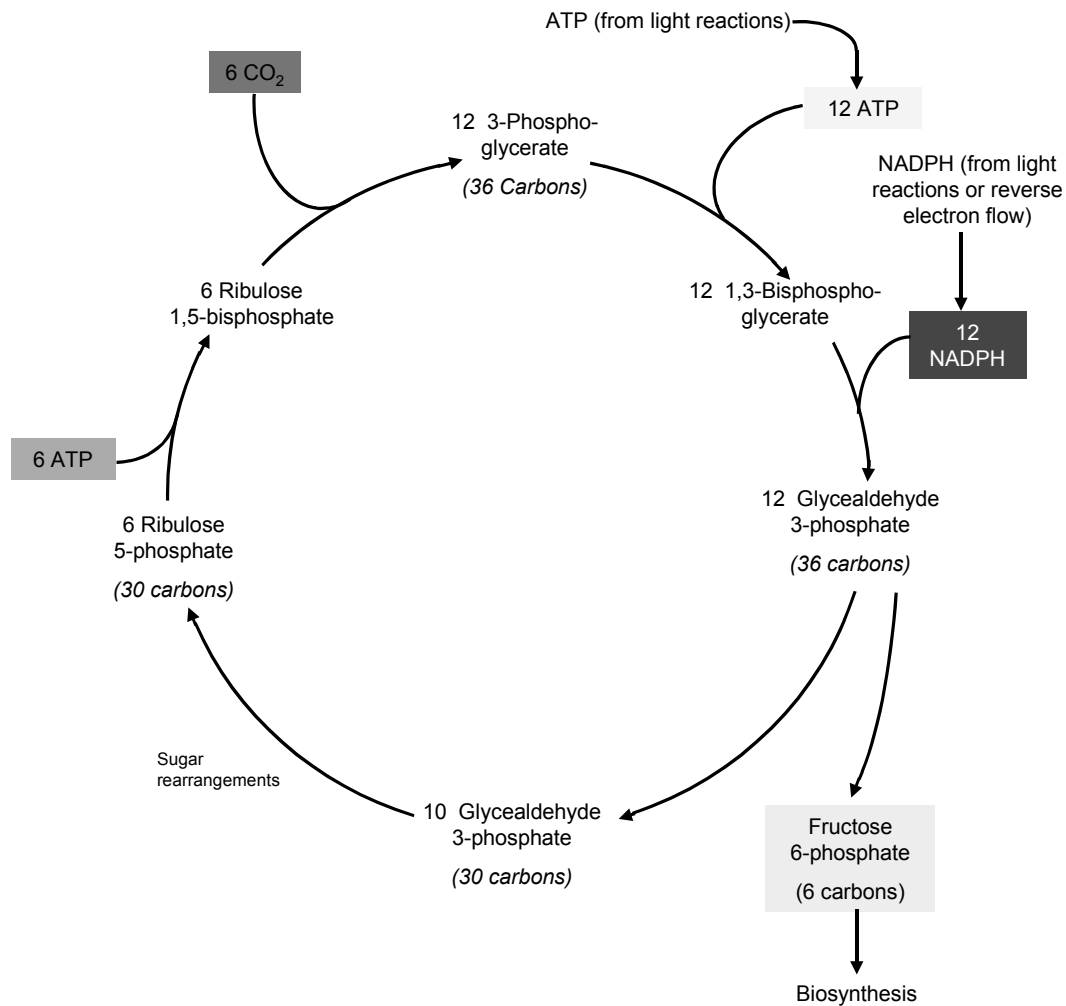 ATP (from light reactions)
6 CO₂
12 ATP
12 3-Phospho-
glycerate
(36 Carbons)
NADPH (from light
reactions or reverse
electron flow)
6 Ribulose
1,5-bisphosphate
12 1,3-Bisphospho-
glycerate
12
NADPH
6 ATP
12 Glycealdehyde
3-phosphate
(36 carbons)
6 Ribulose
5-phosphate
(30 carbons)
Sugar
rearrangements
10 Glycealdehyde
3-phosphate
(30 carbons)
Fructose
6-phosphate
(6 carbons)
Biosynthesis